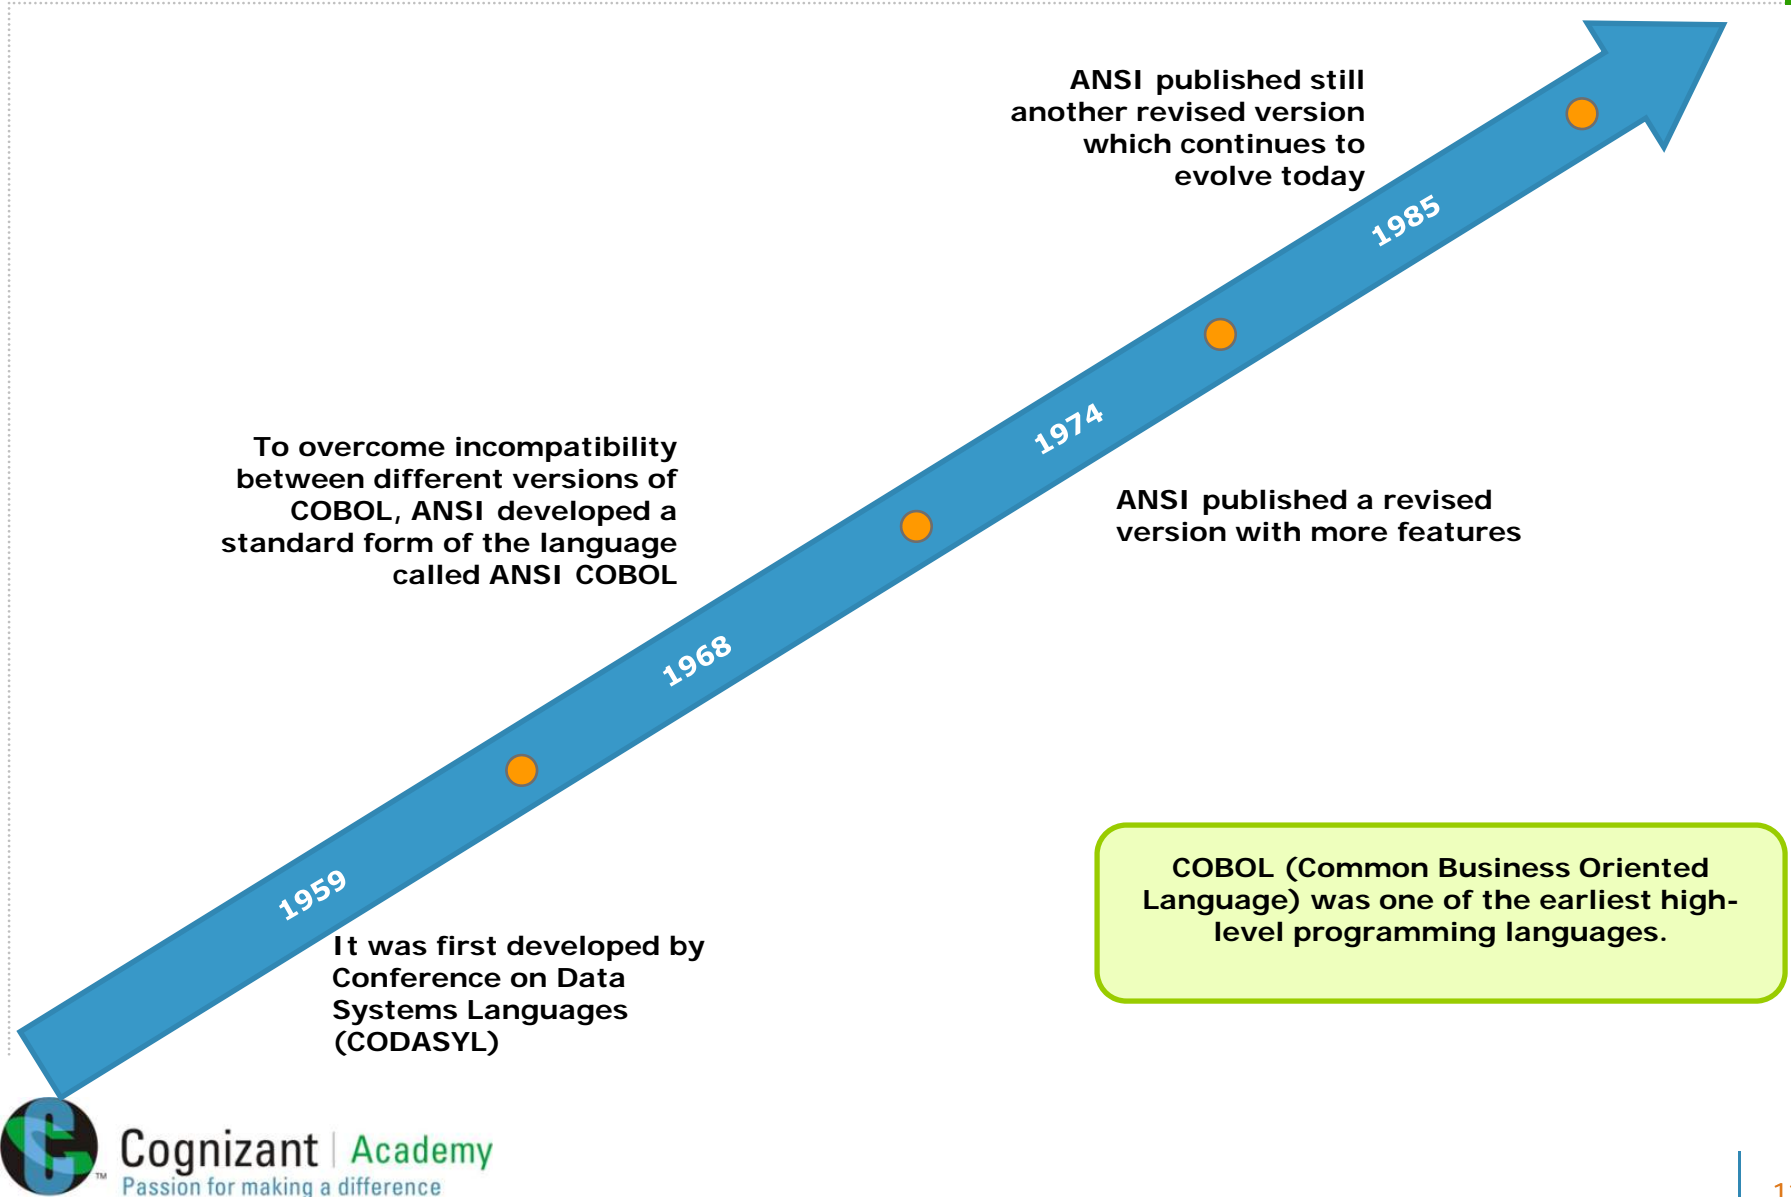 ANSI published still
another revised version
which continues to
evolve today
1985
1974
To overcome incompatibility
between different versions of
COBOL, ANSI developed a
standard form of the language
called ANSI COBOL
ANSI published a revised
version with more features
1968
1959
It was first developed by
Conference on Data
Systems Languages
(CODASYL)
COBOL (Common Business Oriented
Language) was one of the earliest high-
level programming languages.
Cognizant | Academy
Passion for making a difference
TM